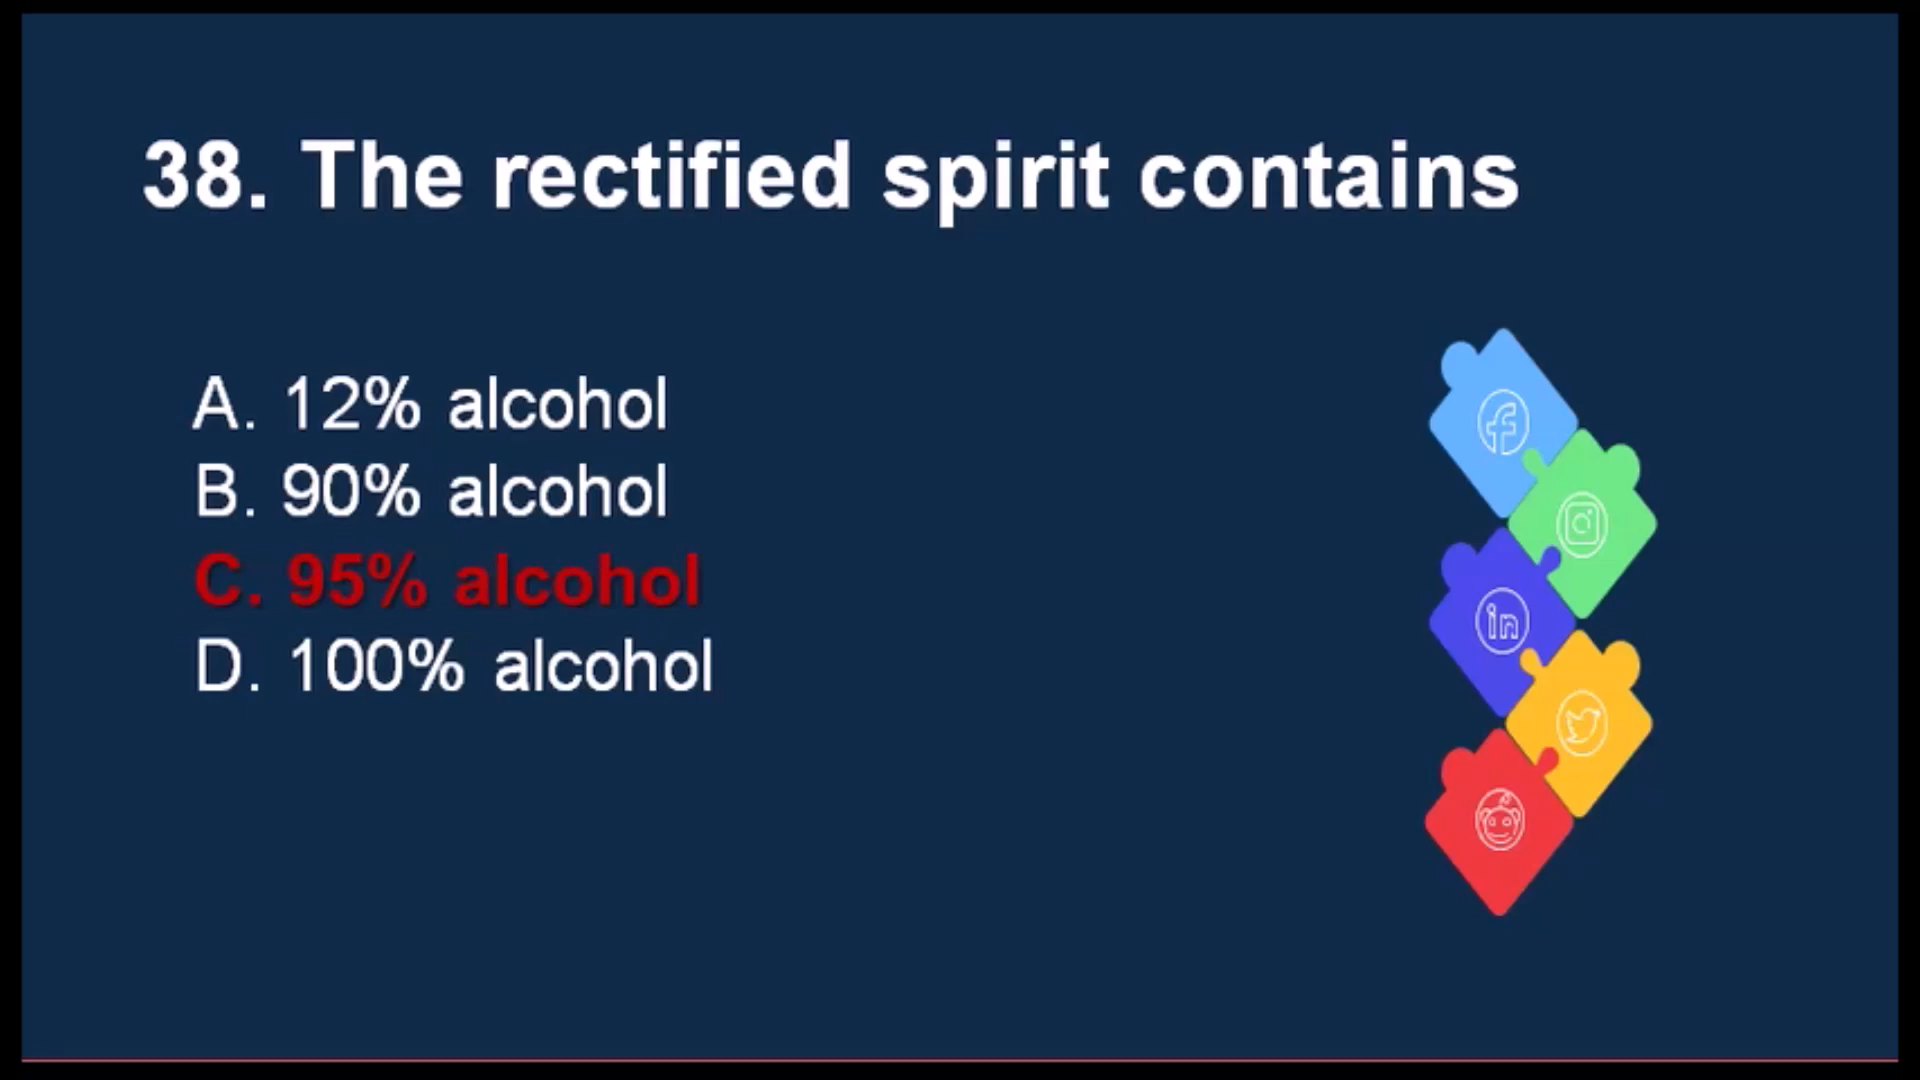 38. The rectified spirit contains
A. 12% alcohol
B. 90% alcohol
C. 95% alcohol
D. 100% alcohol